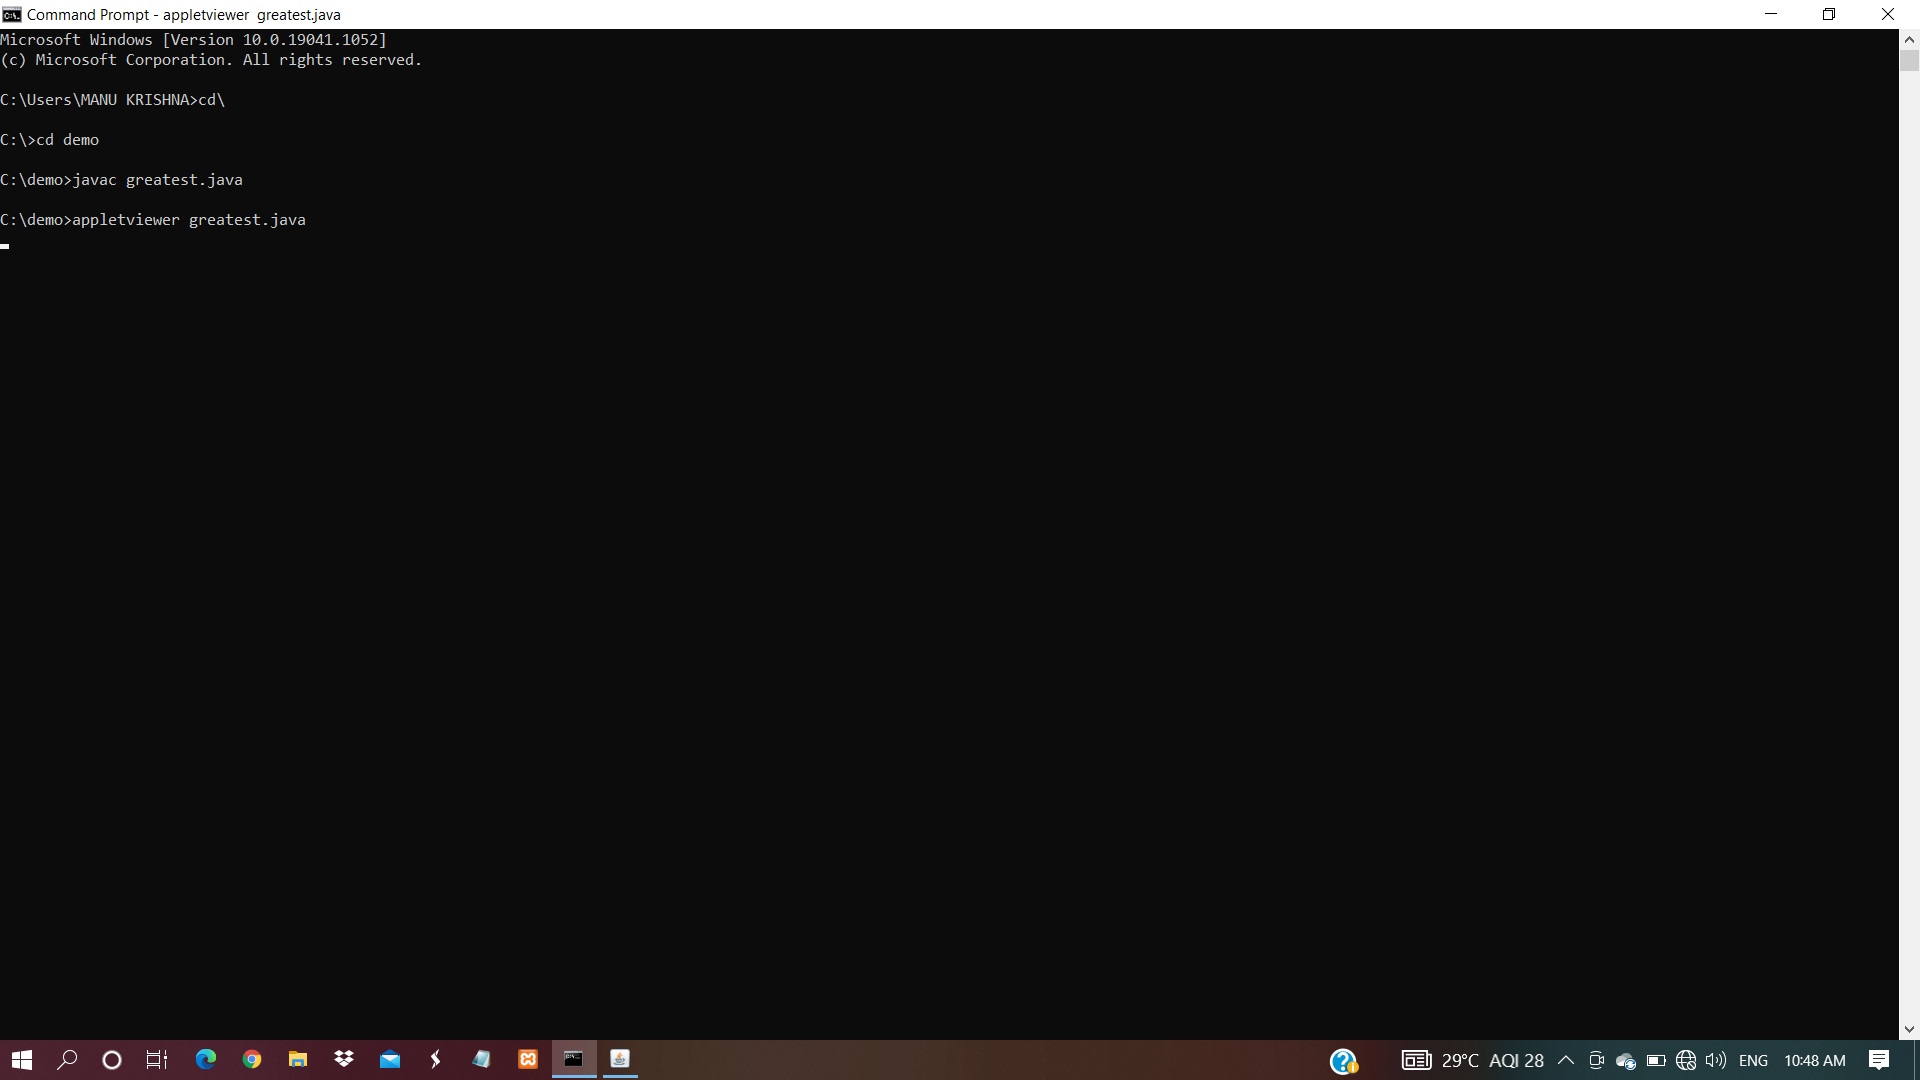 Command Prompt - appletviewer  greatest.java
Microsoft Windows [Version 10.0.19041.1052]
(c) Microsoft Corporation. All rights reserved.
C:\Users\MANU KRISHNA>cd\
C:\>cd demo
C:\demo>javac greatest.java
C:\demo>appletviewer greatest.java
29°C AQI 28 ENG 10:48 AM